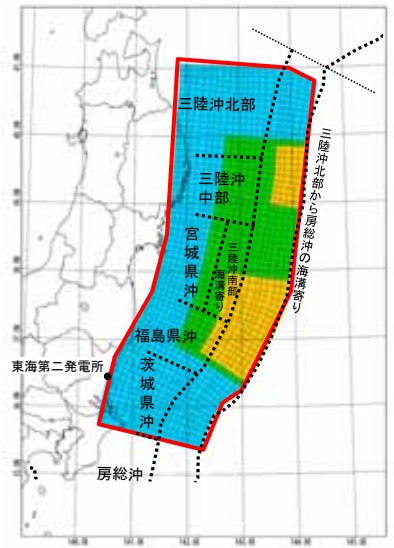 三陸沖北部
三陸沖
中部
宮城県沖
三陸沖南部
海溝寄り
三陸沖北部から房総沖の海溝寄り
福島県沖
東海第二発電所
茨城県沖
房総沖